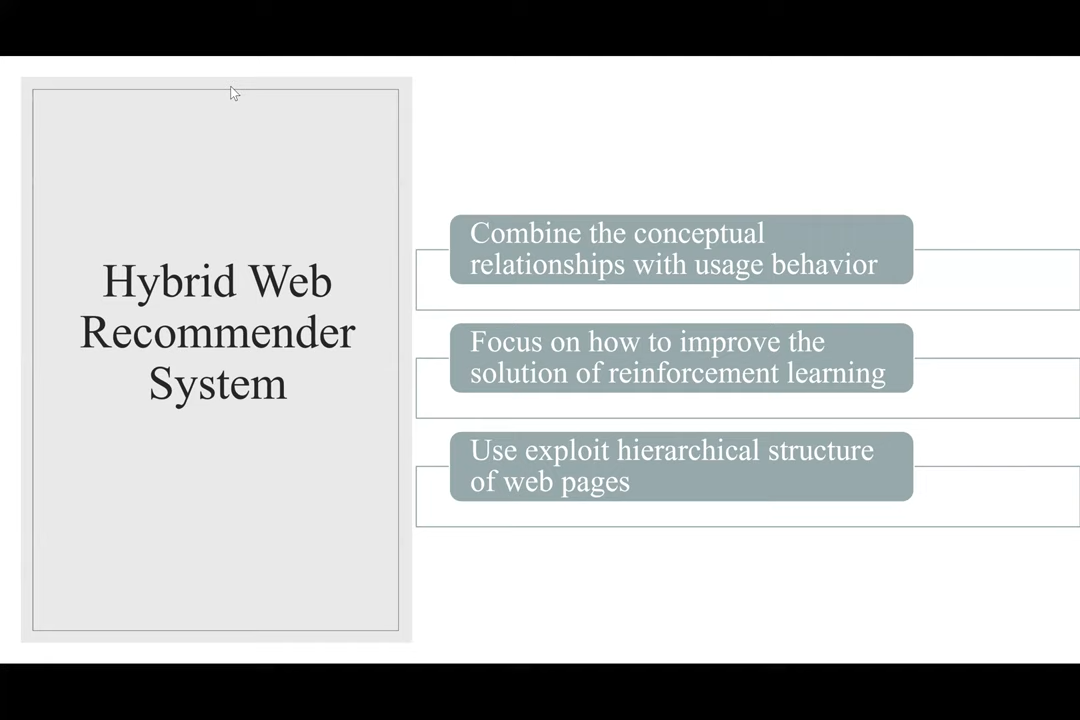 Hybrid Web
Recommender
System
Combine the conceptual
relationships with usage behavior
Focus on how to improve the
solution of reinforcement learning
Use exploit hierarchical structure
of web pages